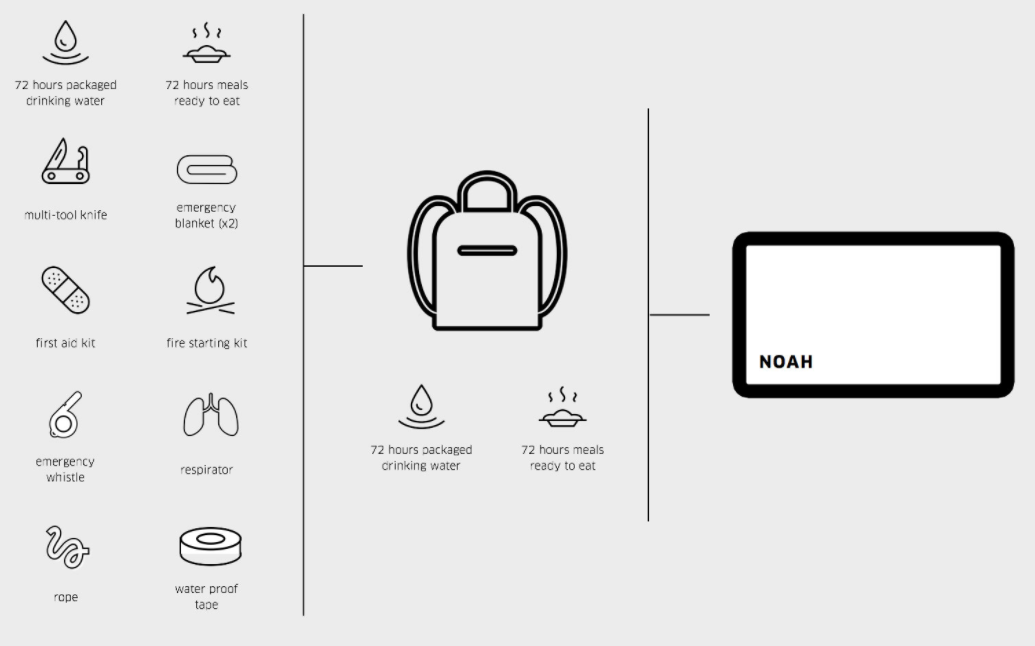 72 hours packaged
drinking water
72 hours meals
ready to eat
multi-tool knife
emergency
blanket (x2)
first aid kit
fire starting kit
emergency
whistle
respirator
rope
water proof
tape
72 hours packaged
drinking water
72 hours meals
ready to eat
NOAH